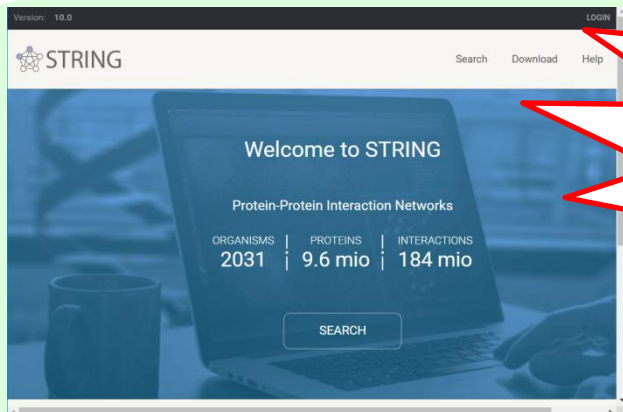 Version: 10.0 LOGIN
STRING Search Download Help
Welcome to STRING
Protein-Protein Interaction Networks
ORGANISMS PROTEINS INTERACTIONS
2031 9.6 mio 184 mio
SEARCH